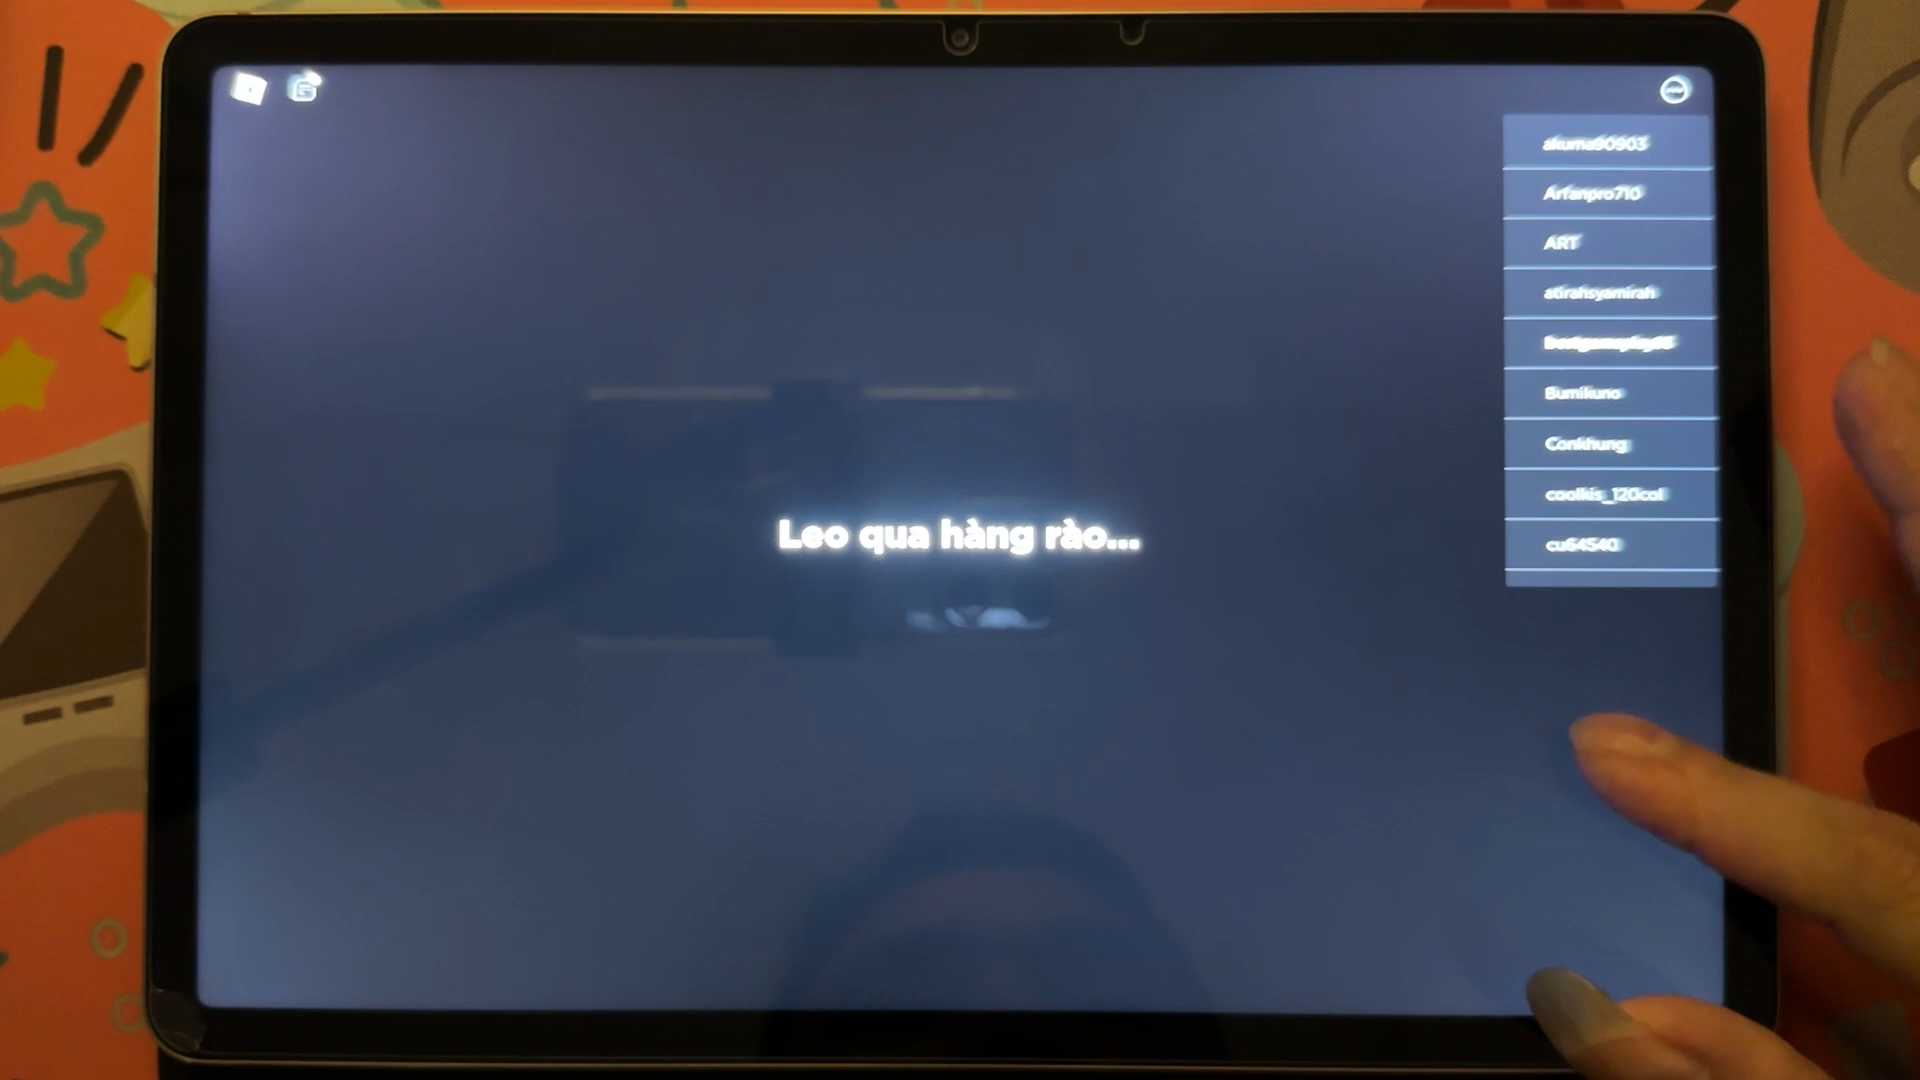 akuma90903
Arfanpro710
ART
atirahsyamirah
Bumikuno
Leo qua hàng rào...
Conkhung
coolkis_120col
cu64540